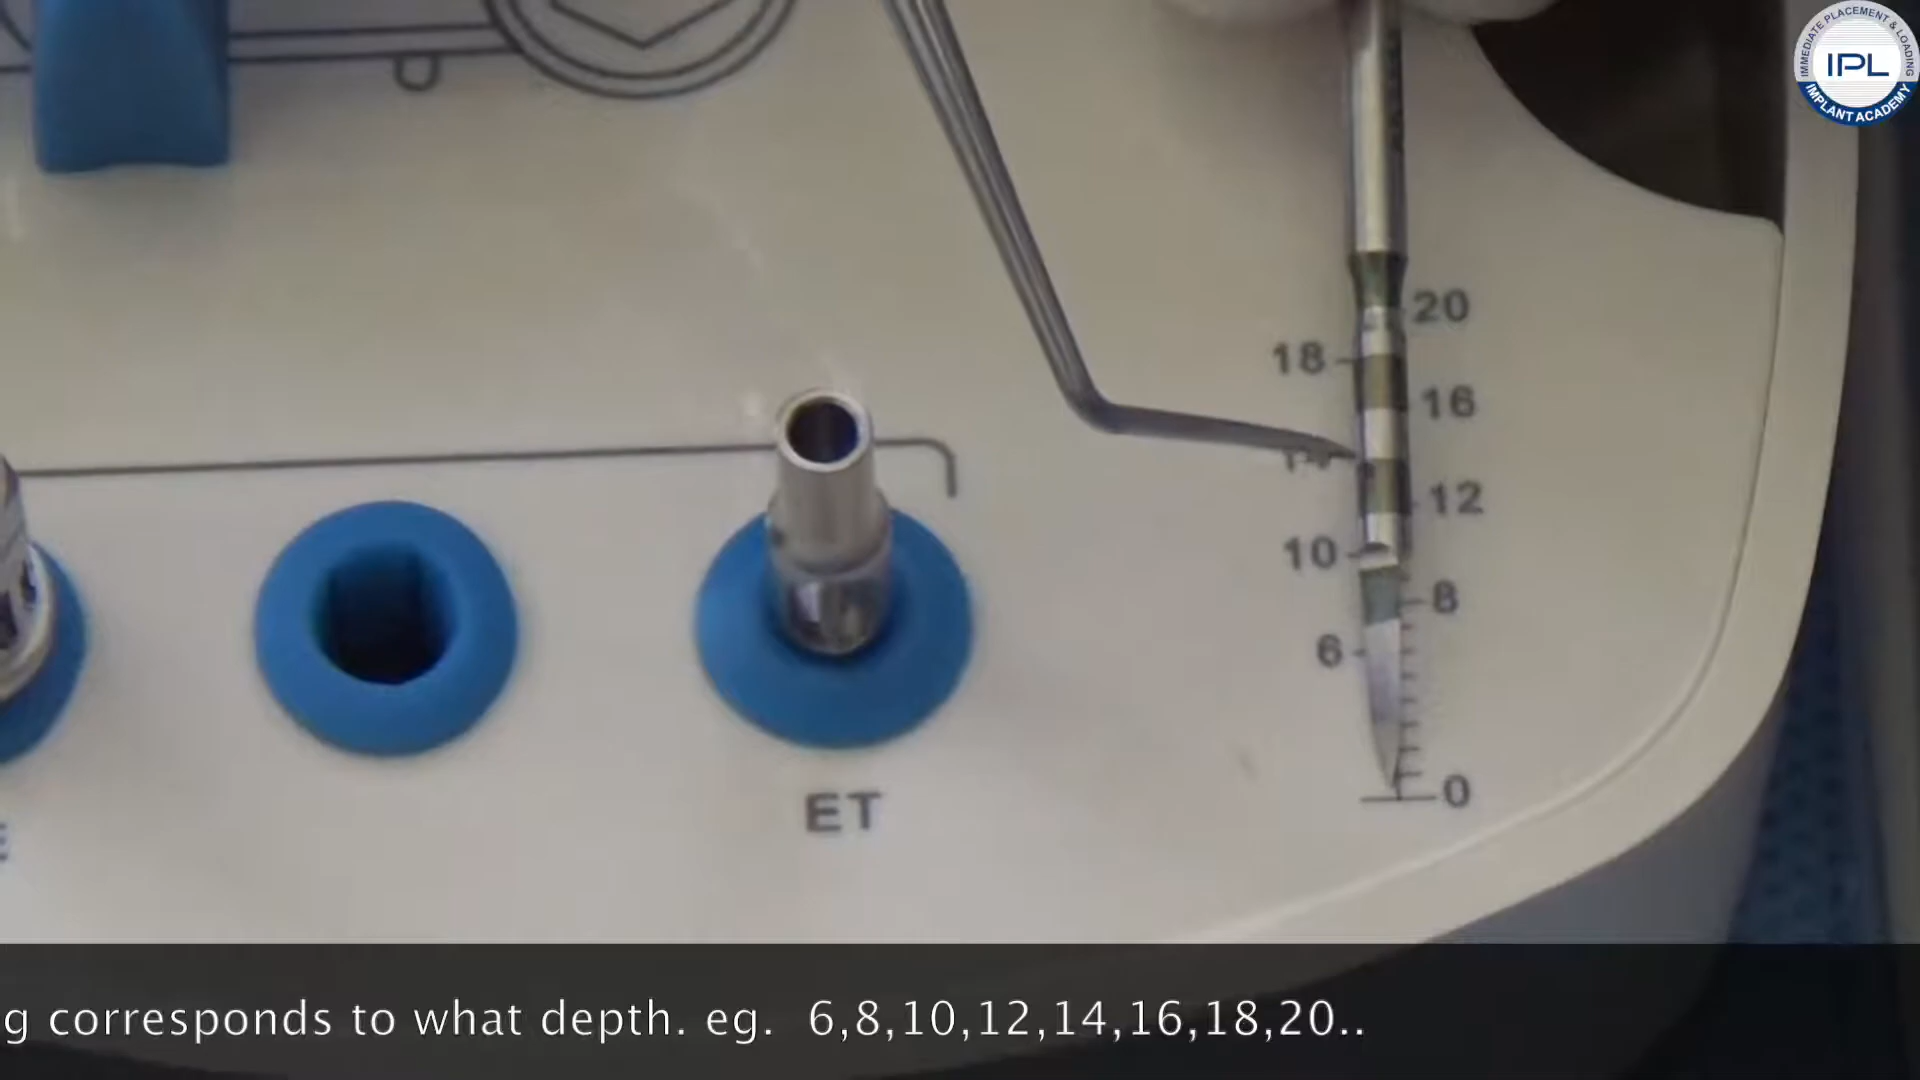 IMMEDIATE PLACEMENT & LOADING
IPL
IMPLANT ACADEMY
20
18
16
14
12
10
8
6
0
ET
g corresponds to what depth. eg. 6,8,10,12,14,16,18,20..